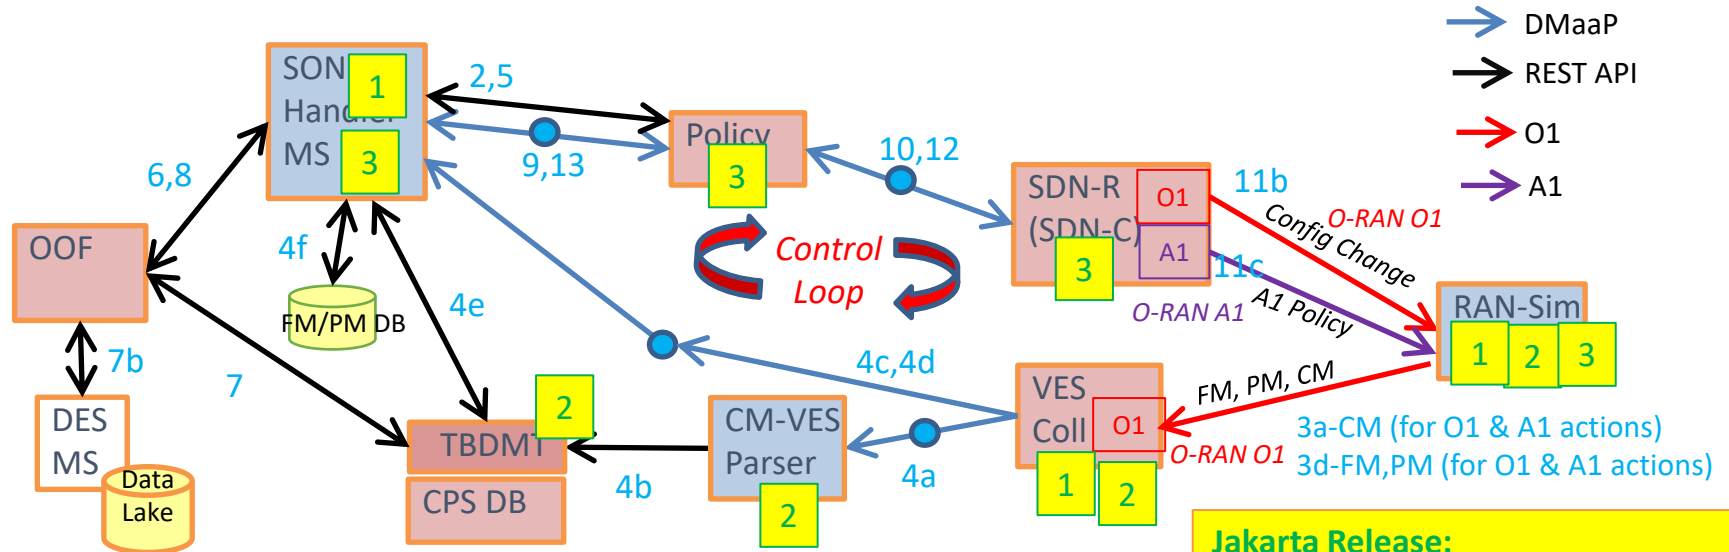 DMaaP
REST API
O1
A1
SON
Handler
MS
1
3
2,5
9,13
Policy
3
10,12
SDN-R
(SDN-C)
O1
A1
3
11b
11c
O-RAN O1
Config Change
A1 Policy
O-RAN A1
RAN-Sim
1
2
3
6,8
OOF
4f
FM/PM DB
4e
Control
Loop
7b
7
DES
MS
Data
Lake
TBDMT
2
CPS DB
4b
CM-VES
Parser
2
4a
4c,4d
VES
Coll
O1
1
2
FM, PM, CM
O-RAN O1
3a-CM (for O1 & A1 actions)
3d-FM,PM (for O1 & A1 actions)
Jakarta Release: